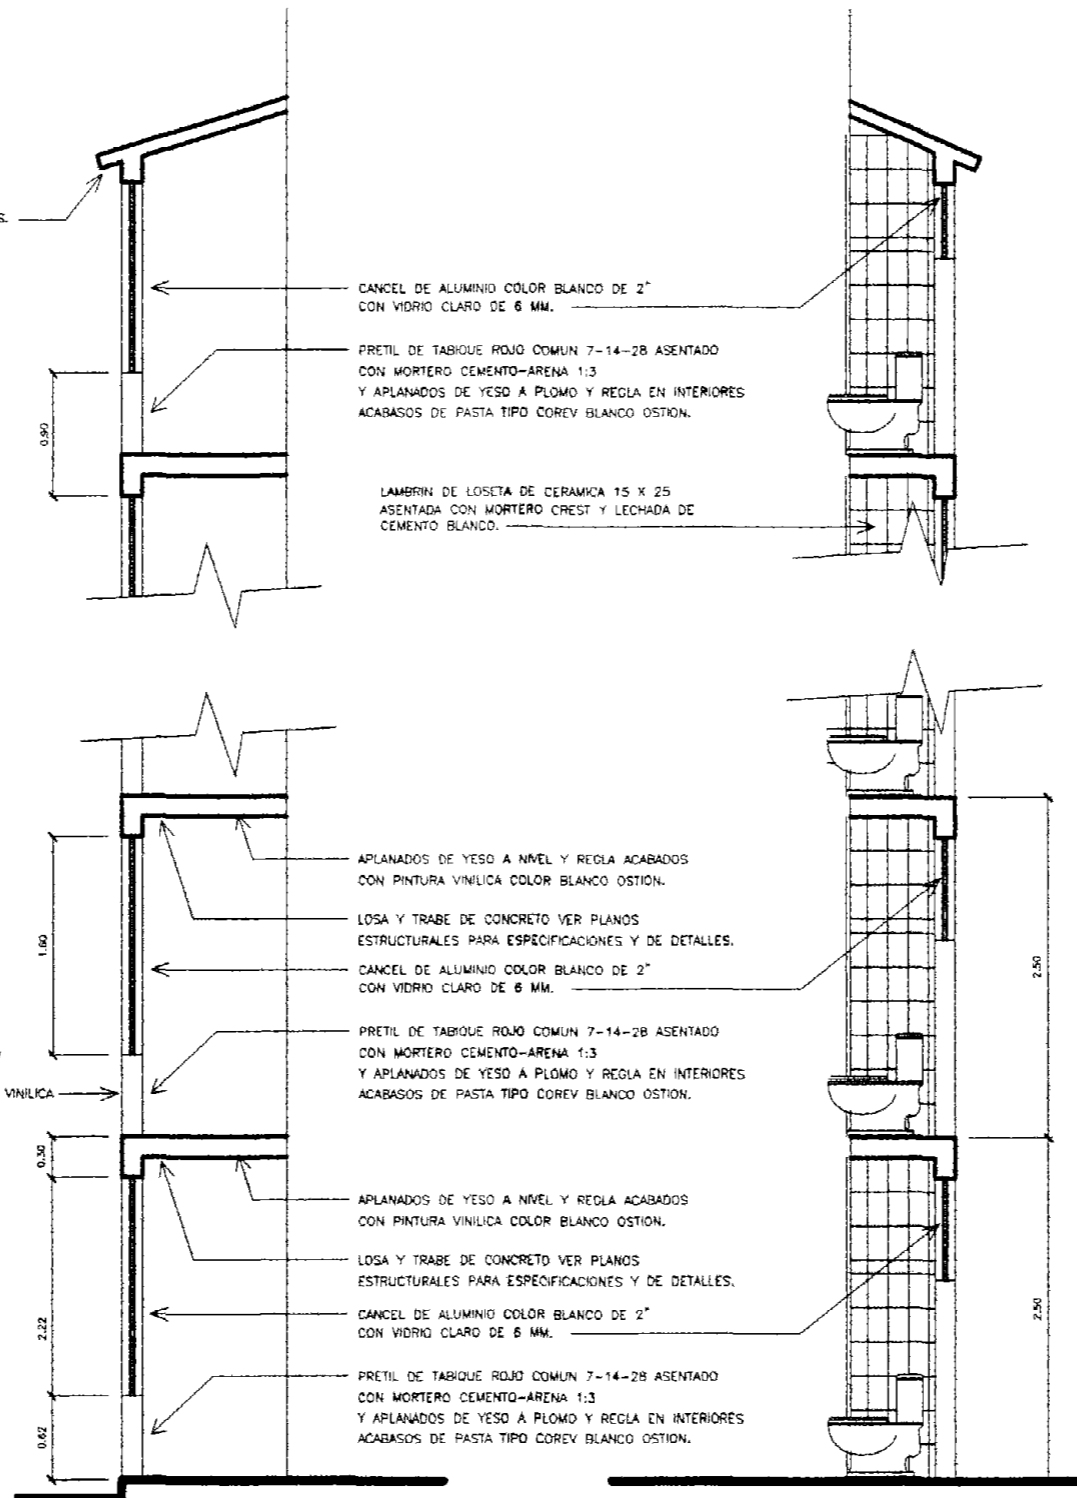 S.
CANCEL DE ALUMINIO COLOR BLANCO DE 2"
CON VIDRIO CLARO DE 6 MM.
PRETIL DE TABIQUE ROJO COMUN 7-14-28 ASENTADO
CON MORTERO CEMENTO-ARENA 1:3
Y APLANADOS DE YESO A PLOMO Y REGLA EN INTERIORES
ACABASOS DE PASTA TIPO COREV BLANCO OSTION.
0.90
LAMBRIN DE LOSETA DE CERAMICA 15 X 25
ASENTADA CON MORTERO CREST Y LECHADA DE
CEMENTO BLANCO.
APLANADOS DE YESO A NIVEL Y REGLA ACABADOS
CON PINTURA VINILICA COLOR BLANCO OSTION.
LOSA Y TRABE DE CONCRETO VER PLANOS
ESTRUCTURALES PARA ESPECIFICACIONES Y DE DETALLES.
1.60
CANCEL DE ALUMINIO COLOR BLANCO DE 2"
CON VIDRIO CLARO DE 6 MM.
2.50
PRETIL DE TABIQUE ROJO COMUN 7-14-28 ASENTADO
CON MORTERO CEMENTO-ARENA 1:3
Y APLANADOS DE YESO A PLOMO Y REGLA EN INTERIORES
ACABASOS DE PASTA TIPO COREV BLANCO OSTION.
VINILICA
0.30
APLANADOS DE YESO A NIVEL Y REGLA ACABADOS
CON PINTURA VINILICA COLOR BLANCO OSTION.
LOSA Y TRABE DE CONCRETO VER PLANOS
ESTRUCTURALES PARA ESPECIFICACIONES Y DE DETALLES.
2.22
CANCEL DE ALUMINIO COLOR BLANCO DE 2"
CON VIDRIO CLARO DE 6 MM.
2.50
PRETIL DE TABIQUE ROJO COMUN 7-14-28 ASENTADO
CON MORTERO CEMENTO-ARENA 1:3
Y APLANADOS DE YESO A PLOMO Y REGLA EN INTERIORES
ACABASOS DE PASTA TIPO COREV BLANCO OSTION.
0.62